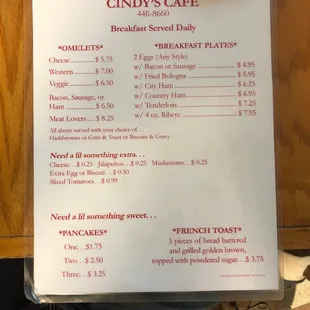 CINDY'S CAFE
446-8660
Breakfast Served Daily
*OMELETS*
Cheese.......... $ 5.75
Western ......... $ 7.00
Veggie .......... $ 6.50
Bacon, Sausage, or
Ham .............. $ 6.50
Meat Lovers .... $ 8.25
*BREAKFAST PLATES*
2 Eggs (Any Style)
w/ Bacon or Sausage .............. $ 4.95
w/ Fried Bologna .................. $ 5.95
w/ City Ham ....................... $ 6.25
w/ Country Ham .................. $ 6.95
w/ Tenderloin ..................... $ 7.25
w/ 4 oz. Ribeye ................... $ 7.95
All above served with your choice of
Hashbrowns or Grits & Toast or Biscuits & Gravy
Need a lil something extra. . .
Cheese. . $ 0.25 Jalapeños. . $ 0.25 Mushrooms. . $ 0.25
Extra Egg or Biscuit. . $ 0.50
Sliced Tomatoes. . $ 0.99
Need a lil something sweet. . .
*PANCAKES*
One. . .$1.75
Two . . $ 2.50
Three. . $ 3.25
*FRENCH TOAST*
3 pieces of bread battered
and grilled golden brown,
topped with powdered sugar. . .$ 3.75